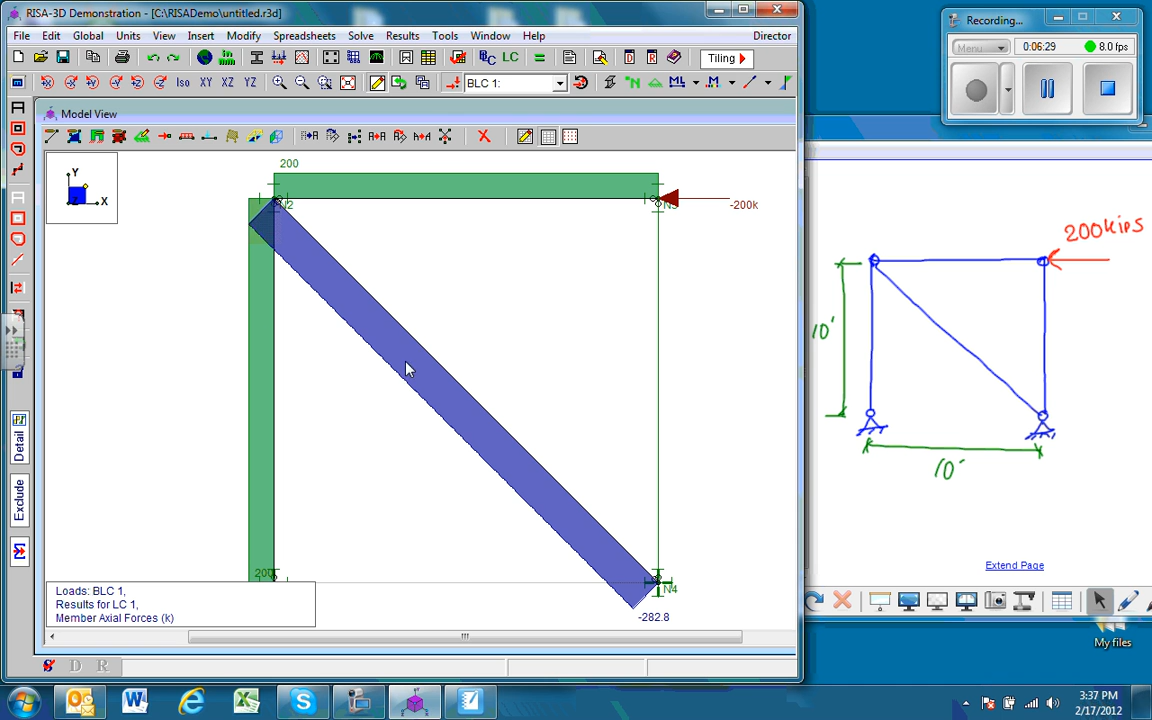 RISA-3D Demonstration - [C:\RISADemo\untitled.r3d]
File Edit Global Units View Insert Modify Spreadsheets Solve Results Tools Window Help Director
LC Tiling
Iso XY XZ YZ BLC 1:
Model View
Y
Z X
200
N2
-200k
200
N4
-282.8
Detail
Exclude
Loads: BLC 1,
Results for LC 1,
Member Axial Forces (k)
D R
Recording...
Menu 0:06:29 8.0 fps
200kips
10'
10'
Extend Page
My files
3:37 PM
2/17/2012